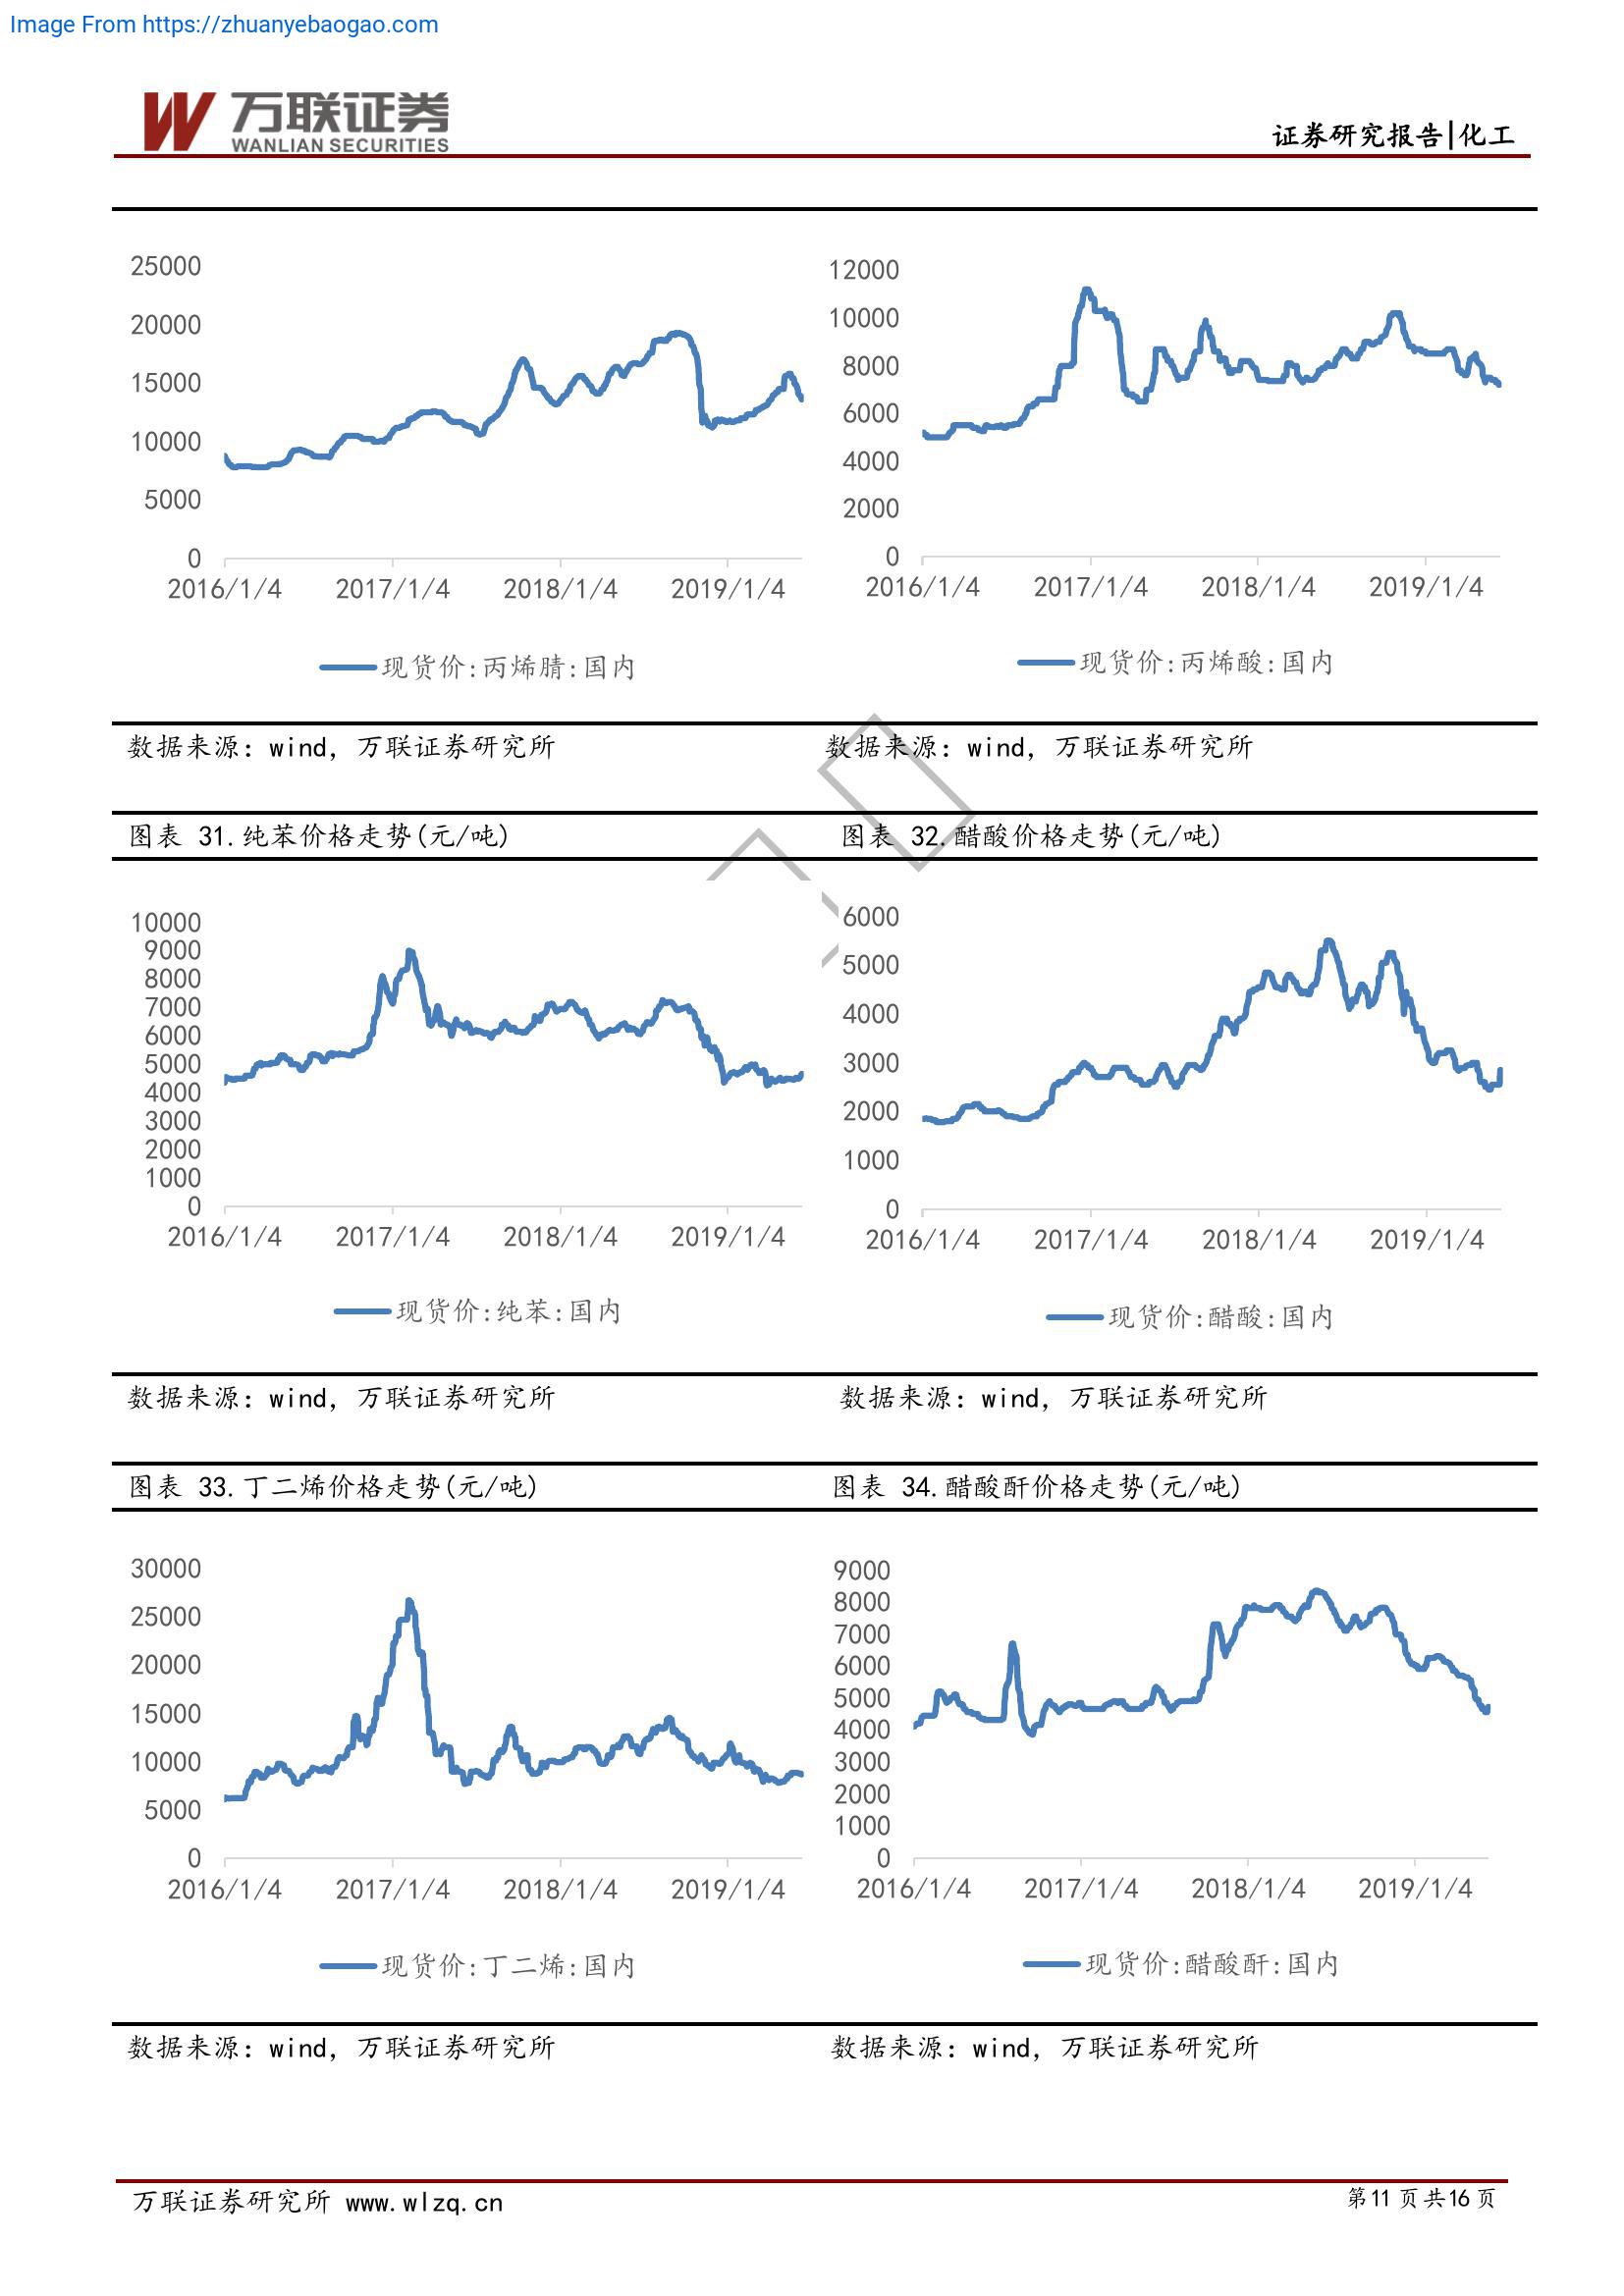 Image From https://zhuanyebaogao.com
万联证券
WANLIAN SECURITIES
证券研究报告|化工
25000
20000
15000
10000
5000
0
2016/1/4 2017/1/4 2018/1/4 2019/1/4
现货价:丙烯腈:国内
12000
10000
8000
6000
4000
2000
0
2016/1/4 2017/1/4 2018/1/4 2019/1/4
现货价:丙烯酸:国内
数据来源：wind，万联证券研究所
数据来源：wind，万联证券研究所
图表 31.纯苯价格走势(元/吨)
图表 32.醋酸价格走势(元/吨)
10000
9000
8000
7000
6000
5000
4000
3000
2000
1000
0
2016/1/4 2017/1/4 2018/1/4 2019/1/4
现货价:纯苯:国内
6000
5000
4000
3000
2000
1000
0
2016/1/4 2017/1/4 2018/1/4 2019/1/4
现货价:醋酸:国内
数据来源：wind，万联证券研究所
数据来源：wind，万联证券研究所
图表 33.丁二烯价格走势(元/吨)
图表 34.醋酸酐价格走势(元/吨)
30000
25000
20000
15000
10000
5000
0
2016/1/4 2017/1/4 2018/1/4 2019/1/4
现货价:丁二烯:国内
9000
8000
7000
6000
5000
4000
3000
2000
1000
0
2016/1/4 2017/1/4 2018/1/4 2019/1/4
现货价:醋酸酐:国内
数据来源：wind，万联证券研究所
数据来源：wind，万联证券研究所
万联证券研究所 www.wlzq.cn
第11 页 共16 页